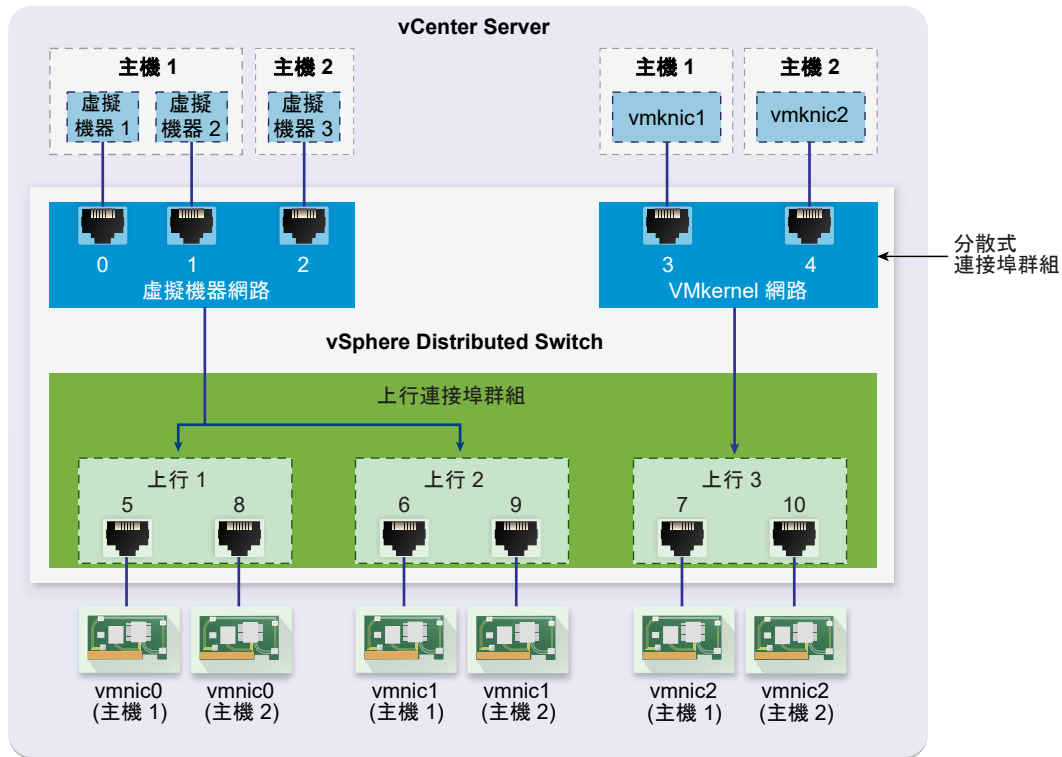 vCenter Server
主機 1
主機 2
主機 1
主機 2
虛擬
機器 1
虛擬
機器 2
虛擬
機器 3
vmknic1
vmknic2
0
1
2
3
4
虛擬機器網路
VMkernel 網路
分散式
連接埠群組
vSphere Distributed Switch
上行連接埠群組
上行 1
上行 2
上行 3
5
8
6
9
7
10
vmnic0
(主機 1)
vmnic0
(主機 2)
vmnic1
(主機 1)
vmnic1
(主機 2)
vmnic2
(主機 1)
vmnic2
(主機 2)